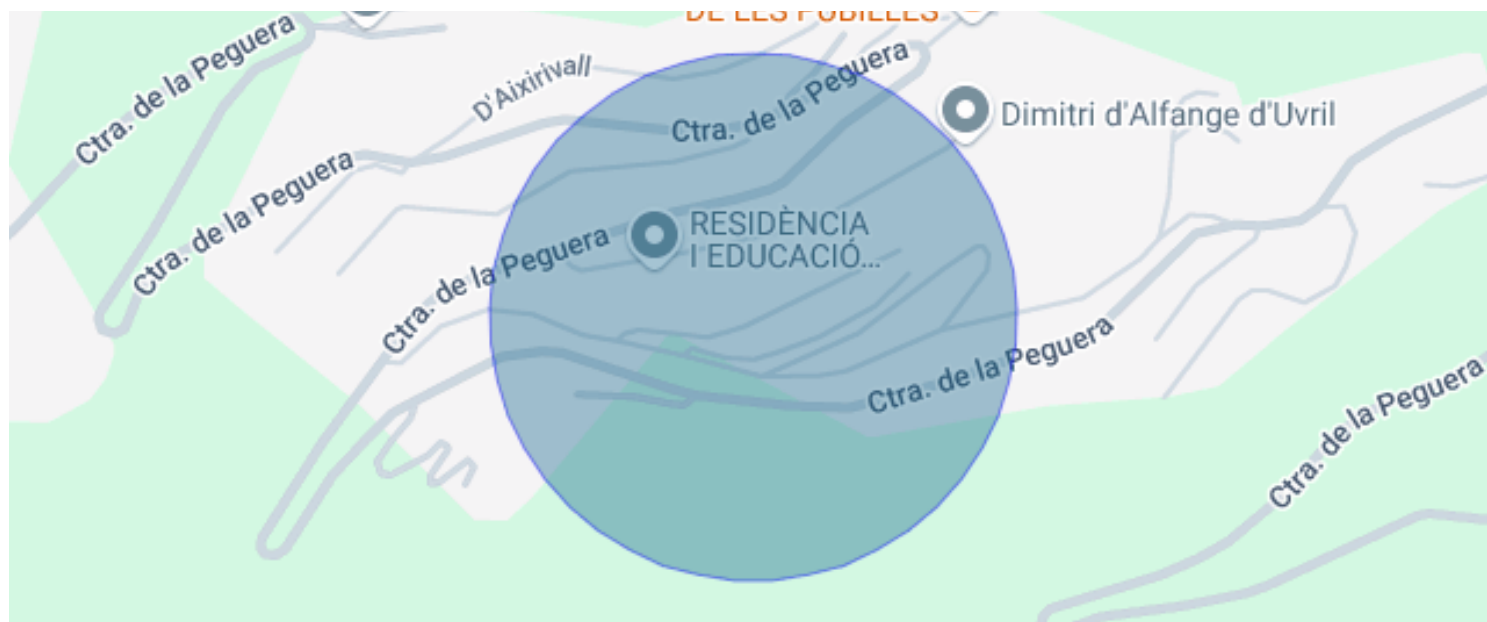 DE LES PUBILLES
Ctra. de la Peguera
D'Aixirivall
Ctra. de la Peguera
Dimitri d'Alfange d'Uvril
Ctra. de la Peguera
RESIDÈNCIA
I EDUCACIÓ...
Ctra. de la Peguera
Ctra. de la Peguera
Ctra. de la Peguera